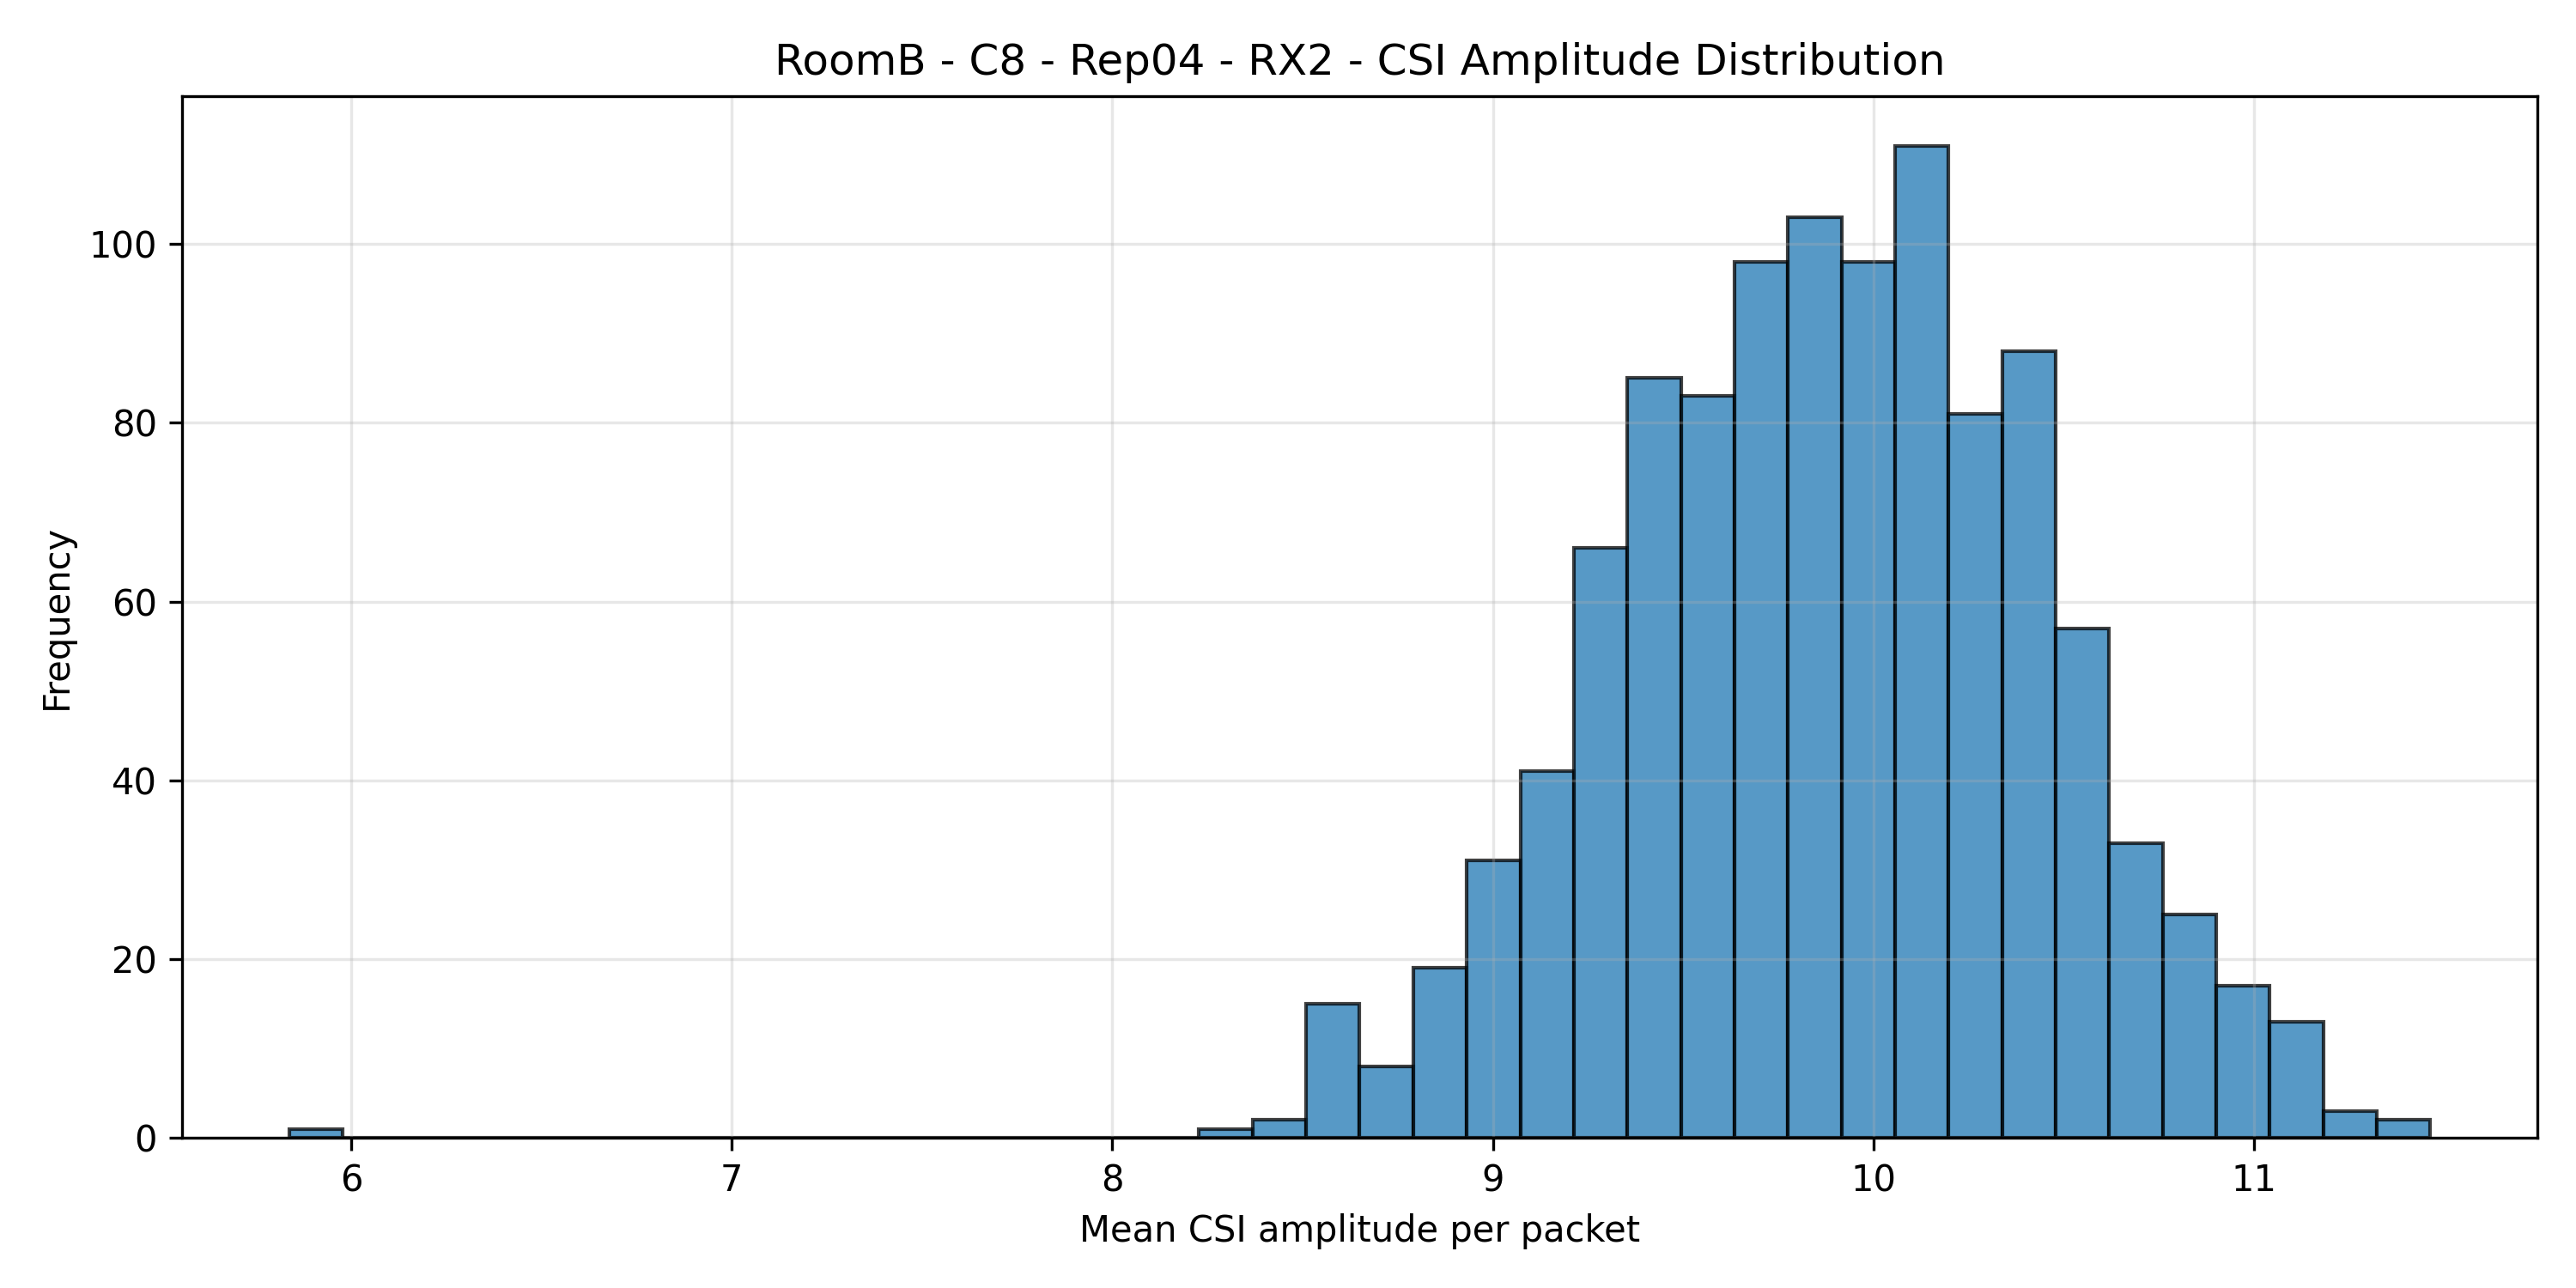 RoomB - C8 - Rep04 - RX2 - CSI Amplitude Distribution
Frequency
100
80
60
40
20
0
6 7 8 9 10 11
Mean CSI amplitude per packet